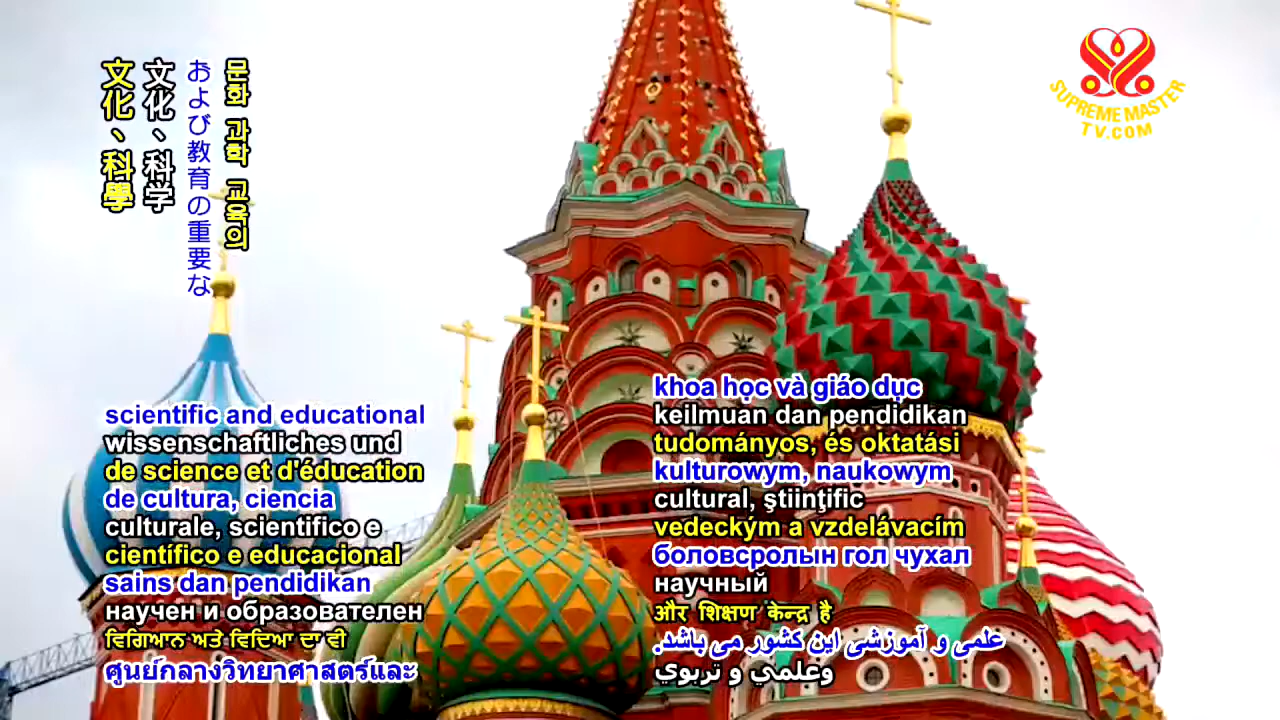 文化、科學
文化、科学
および教育の重要な
문화 과학 교육의
SUPREME MASTER
TV.COM
scientific and educational
wissenschaftliches und
de science et d'éducation
de cultura, ciencia
culturale, scientifico e
científico e educacional
sains dan pendidikan
научен и образователен
ਵਿਗਿਆਨ ਅਤੇ ਵਿਦਿਆ ਦਾ ਵੀ
ศูนย์กลางวิทยาศาสตร์และ
khoa học và giáo dục
keilmuan dan pendidikan
tudományos, és oktatási
kulturowym, naukowym
cultural, ştiinţific
vedeckým a vzdelávacím
боловсролын гол чухал
научный
और शिक्षण केन्द्र है
علمی و آموزشی این کشور می باشد.
وعلمي و تربوي